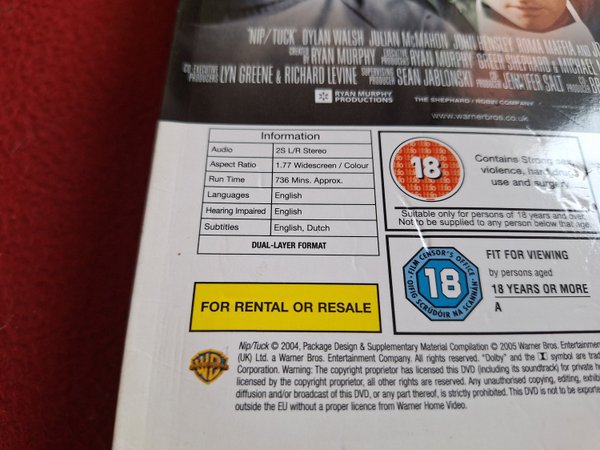 'NIP/TUCK' DYLAN WALSH JULIAN McMAHON JOHN HENSLEY ROMA MAFFIA AND
CREATED BY RYAN MURPHY EXECUTIVE PRODUCERS RYAN MURPHY GREER SHEPHARD & MICHAEL
CO-EXECUTIVE PRODUCERS LYN GREENE & RICHARD LEVINE SUPERVISING PRODUCER SEAN JABLONSKI PRODUCER JENNIFER SALT
RYAN MURPHY PRODUCTIONS
THE SHEPHARD / ROBIN COMPANY
www.warnerbros.co.uk
Information
Audio 2S L/R Stereo
Aspect Ratio 1.77 Widescreen / Colour
Run Time 736 Mins. Approx.
Languages English
Hearing Impaired English
Subtitles English, Dutch
DUAL-LAYER FORMAT
18
Contains Strong sex,
violence, hard drugs
use and surgery
Suitable only for persons of 18 years and over.
Not to be supplied to any person below that age.
FILM CENSOR'S OFFICE
18
OIFIG SCRÚDÓIR NA SCANNÁN
FIT FOR VIEWING
by persons aged
18 YEARS OR MORE
A
FOR RENTAL OR RESALE
WB
Nip/Tuck © 2004, Package Design & Supplementary Material Compilation © 2005 Warner Bros. Entertainment
(UK) Ltd. a Warner Bros. Entertainment Company. All rights reserved. "Dolby" and the symbol are
Corporation. Warning: The copyright proprietor has licensed this DVD (including its soundtrack) for private
licensed by the copyright proprietor, all other rights are reserved. Any unauthorised copying, editing,
diffusion and/or broadcast of this DVD, or any part thereof, is strictly prohibited. This DVD is not to be
outside the EU without a proper licence from Warner Home Video.